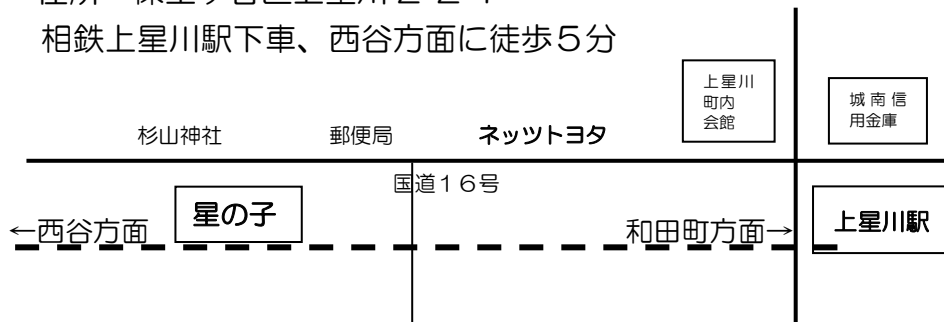 相鉄上星川駅下車、西谷方面に徒歩５分
上星川
町内
会館
城南信
用金庫
杉山神社
郵便局
ネッツトヨタ
国道１６号
星の子
上星川駅
←西谷方面
和田町方面→